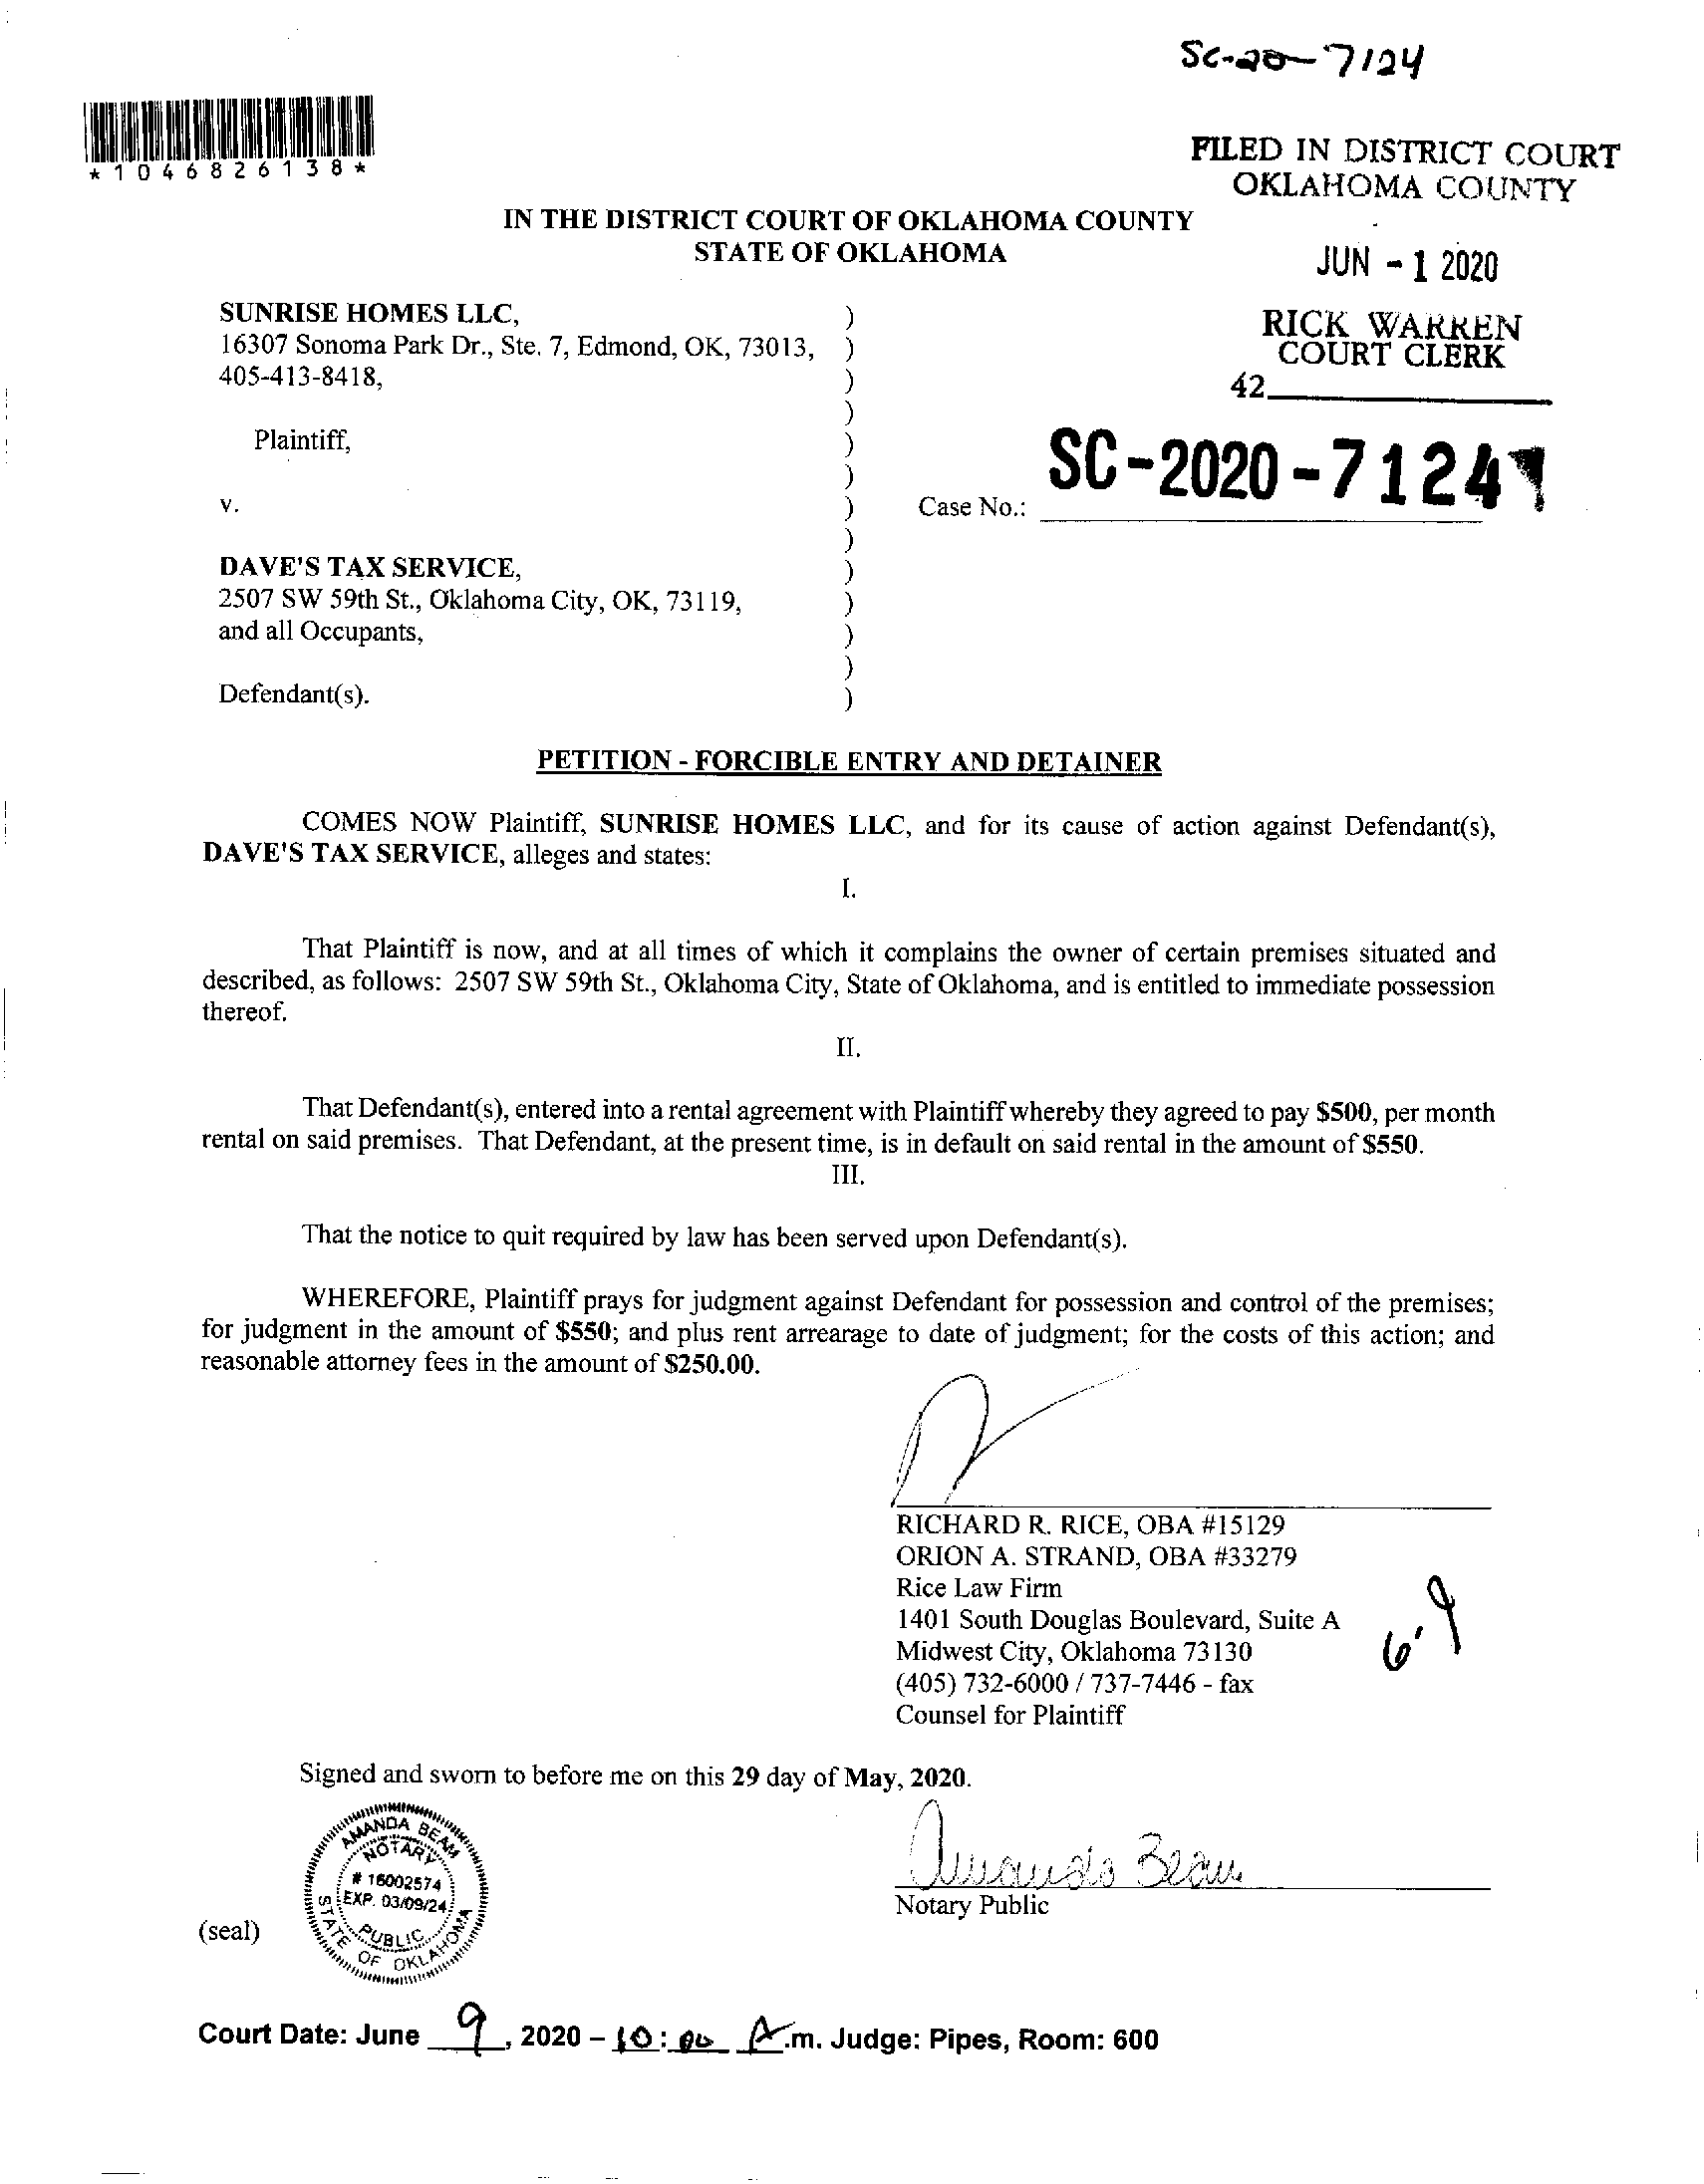 SC-20-7124
*1046826138*
FILED IN DISTRICT COURT
OKLAHOMA COUNTY
IN THE DISTRICT COURT OF OKLAHOMA COUNTY
STATE OF OKLAHOMA
JUN - 1 2020
SUNRISE HOMES LLC, )
16307 Sonoma Park Dr., Ste. 7, Edmond, OK, 73013, )
405-413-8418, )
)
RICK WARREN
COURT CLERK
42
Plaintiff, )
)
v. )
Case No.: SC-2020-7124
)
DAVE'S TAX SERVICE, )
2507 SW 59th St., Oklahoma City, OK, 73119, )
and all Occupants, )
)
Defendant(s). )
PETITION - FORCIBLE ENTRY AND DETAINER
COMES NOW Plaintiff, SUNRISE HOMES LLC, and for its cause of action against Defendant(s),
DAVE'S TAX SERVICE, alleges and states:
I.
That Plaintiff is now, and at all times of which it complains the owner of certain premises situated and
described, as follows: 2507 SW 59th St., Oklahoma City, State of Oklahoma, and is entitled to immediate possession
thereof.
II.
That Defendant(s), entered into a rental agreement with Plaintiff whereby they agreed to pay $500, per month
rental on said premises. That Defendant, at the present time, is in default on said rental in the amount of $550.
III.
That the notice to quit required by law has been served upon Defendant(s).
WHEREFORE, Plaintiff prays for judgment against Defendant for possession and control of the premises;
for judgment in the amount of $550; and plus rent arrearage to date of judgment; for the costs of this action; and
reasonable attorney fees in the amount of $250.00.
RICHARD R. RICE, OBA #15129
ORION A. STRAND, OBA #33279
Rice Law Firm
1401 South Douglas Boulevard, Suite A
Midwest City, Oklahoma 73130
(405) 732-6000 / 737-7446 - fax
Counsel for Plaintiff
6.9
Signed and sworn to before me on this 29 day of May, 2020.
AMANDA BEAM
NOTARY
# 16002574
EXP. 03/09/24
PUBLIC
STATE OF OKLAHOMA
Amanda Beam
Notary Public
(seal)
Court Date: June 9, 2020 – 10:00 A.m. Judge: Pipes, Room: 600